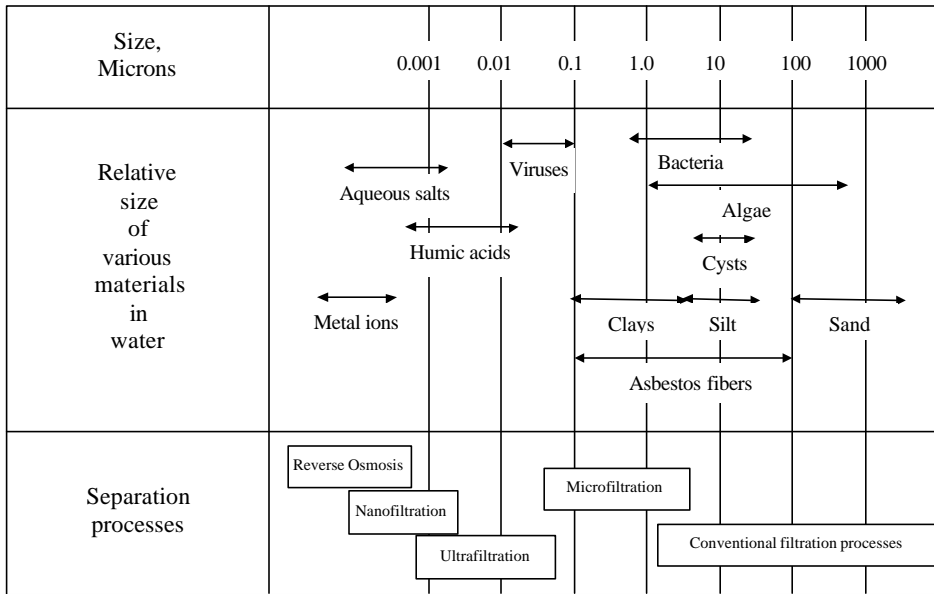 Size,
Microns
0.001 0.01 0.1 1.0 10 100 1000
Relative
size
of
various
materials
in
water
Viruses
Bacteria
Aqueous salts
Algae
Humic acids
Cysts
Metal ions
Clays
Silt
Sand
Asbestos fibers
Separation
processes
Reverse Osmosis
Nanofiltration
Ultrafiltration
Microfiltration
Conventional filtration processes